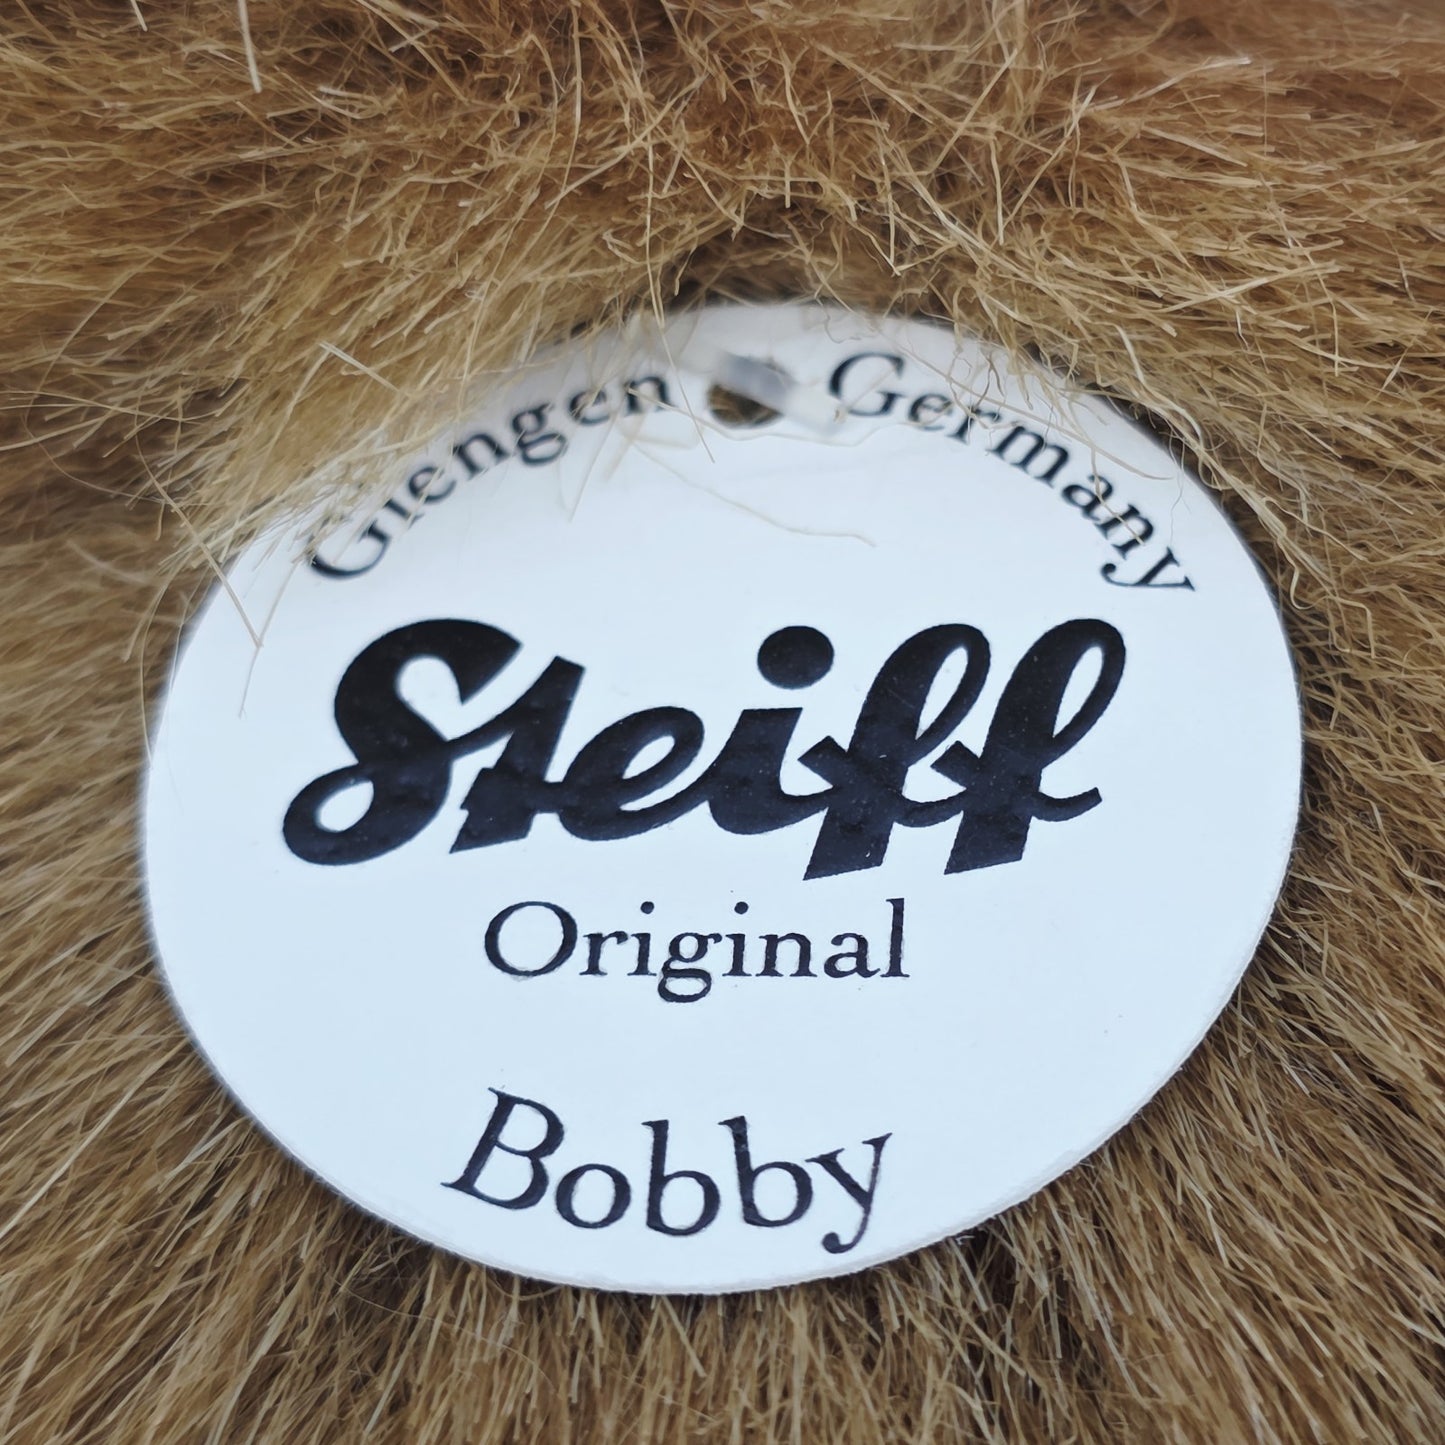 Giengen Germany
Steiff
Original
Bobby